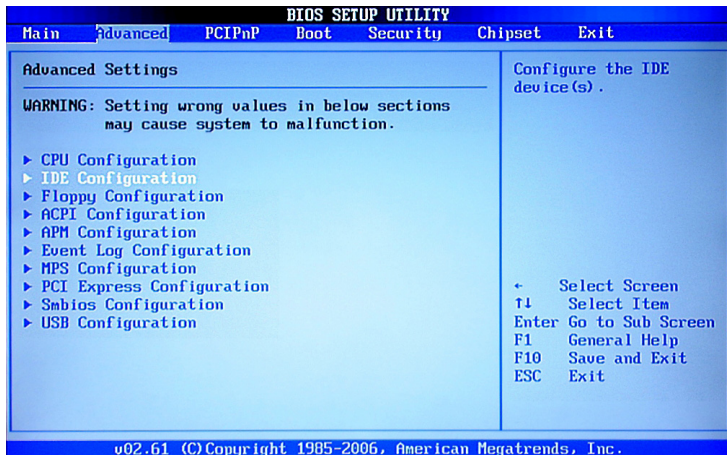 BIOS SETUP UTILITY
Main Advanced PCIPnP Boot Security Chipset Exit
Advanced Settings
WARNING: Setting wrong values in below sections
may cause system to malfunction.
▶ CPU Configuration
▶ IDE Configuration
▶ Floppy Configuration
▶ ACPI Configuration
▶ APM Configuration
▶ Event Log Configuration
▶ MPS Configuration
▶ PCI Express Configuration
▶ Smbios Configuration
▶ USB Configuration
Configure the IDE
device(s).
← Select Screen
↑↓ Select Item
Enter Go to Sub Screen
F1 General Help
F10 Save and Exit
ESC Exit
v02.61 (C)Copyright 1985-2006, American Megatrends, Inc.